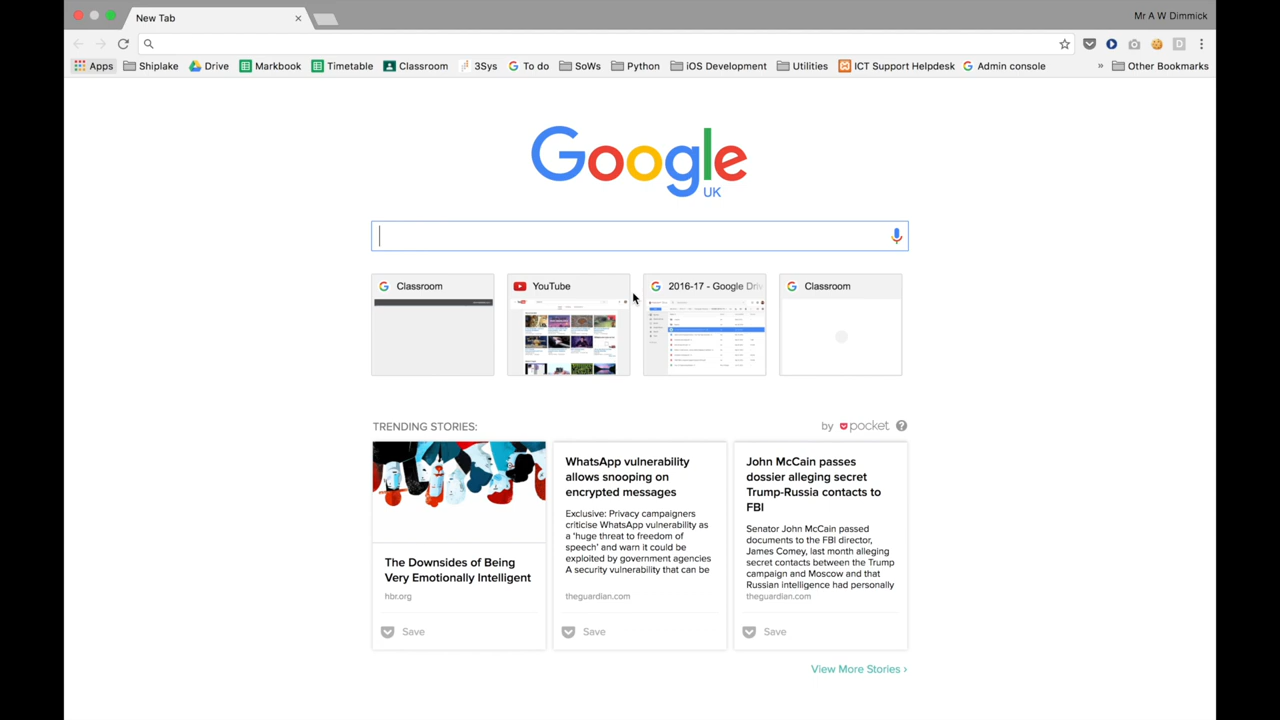 New Tab
Mr A W Dimmick
Apps Shiplake Drive Markbook Timetable Classroom 3Sys To do SoWs Python iOS Development Utilities ICT Support Helpdesk Admin console » Other Bookmarks
Google
UK
Classroom YouTube 2016-17 - Google Driv Classroom
TRENDING STORIES:
by pocket ?
The Downsides of Being
Very Emotionally Intelligent
hbr.org
Save
WhatsApp vulnerability
allows snooping on
encrypted messages
Exclusive: Privacy campaigners
criticise WhatsApp vulnerability as
a ‘huge threat to freedom of
speech’ and warn it could be
exploited by government agencies
A security vulnerability that can be
theguardian.com
Save
John McCain passes
dossier alleging secret
Trump-Russia contacts to
FBI
Senator John McCain passed
documents to the FBI director,
James Comey, last month alleging
secret contacts between the Trump
campaign and Moscow and that
Russian intelligence had personally
theguardian.com
Save
View More Stories ›